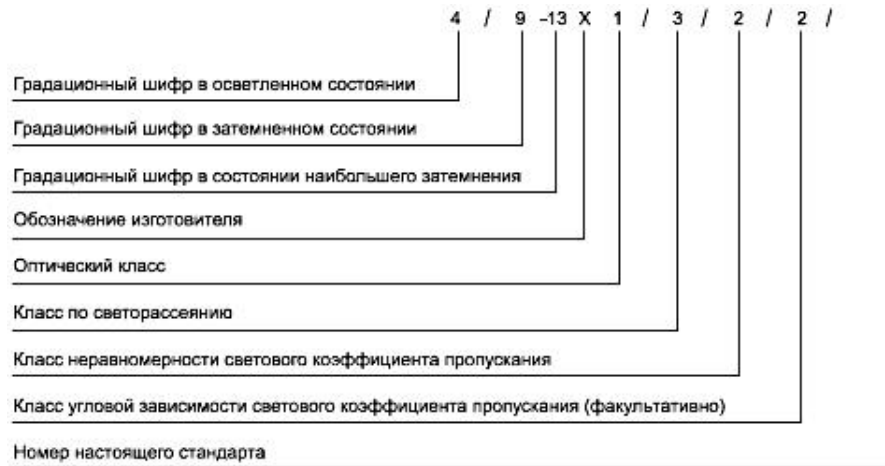 4 / 9 -13 X 1 / 3 / 2 / 2 /
Градационный шифр в осветленном состоянии
Градационный шифр в затемненном состоянии
Градационный шифр в состоянии наибольшего затемнения
Обозначение изготовителя
Оптический класс
Класс по светорассеянию
Класс неравномерности светового коэффициента пропускания
Класс угловой зависимости светового коэффициента пропускания (факультативно)
Номер настоящего стандарта